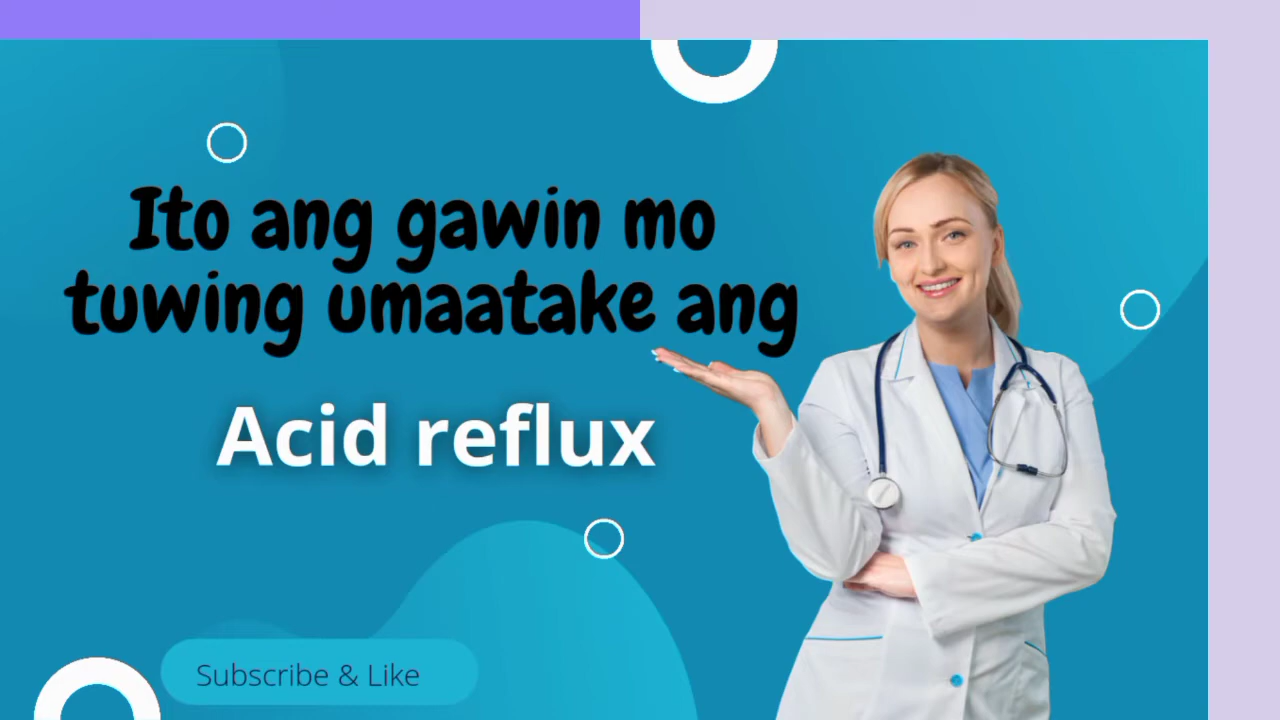 Ito ang gawin mo
tuwing umaatake ang
Acid reflux
Subscribe & Like